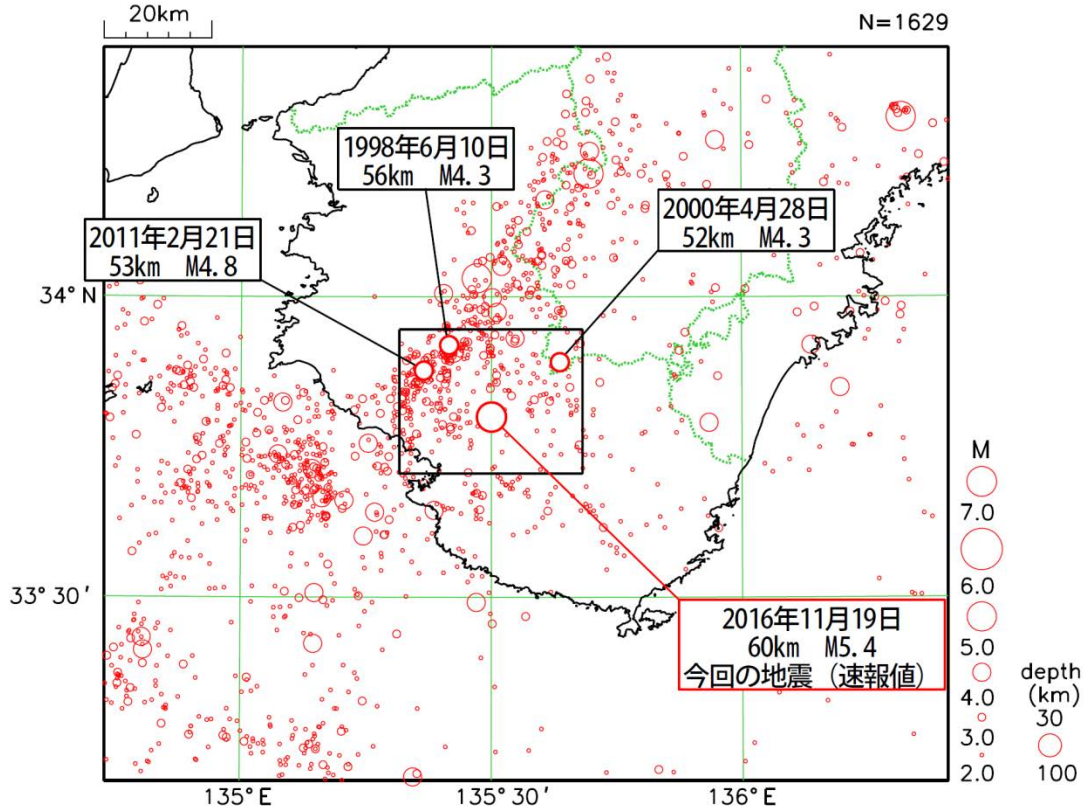 20km
N=1629
1998年6月10日
56km M4.3
2000年4月28日
52km M4.3
2011年2月21日
53km M4.8
34°N
33°30′
2016年11月19日
60km M5.4
今回の地震（速報値）
M
7.0
6.0
5.0
4.0
3.0
2.0
depth
(km)
30
100
135°E
135°30′
136°E